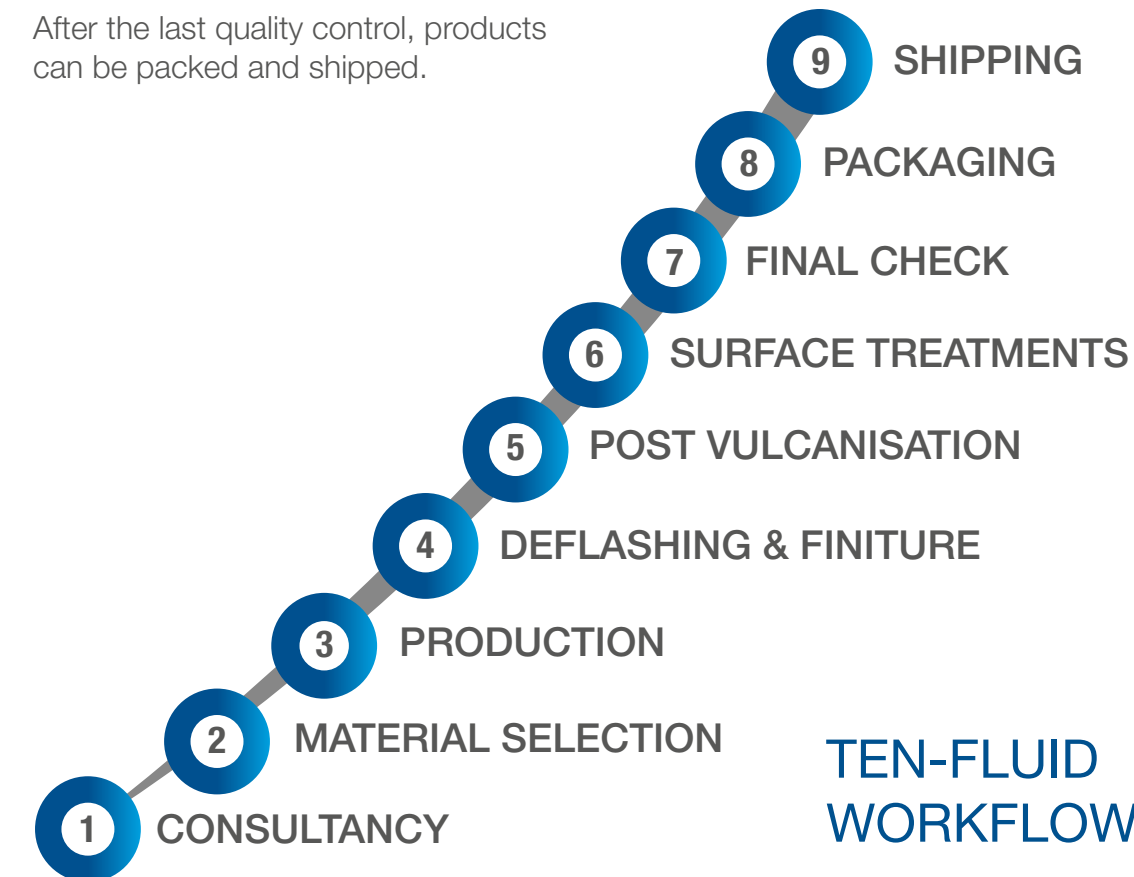 After the last quality control, products
can be packed and shipped.
9 SHIPPING
8 PACKAGING
7 FINAL CHECK
6 SURFACE TREATMENTS
5 POST VULCANISATION
4 DEFLASHING & FINITURE
3 PRODUCTION
2 MATERIAL SELECTION
1 CONSULTANCY
TEN-FLUID
WORKFLOW